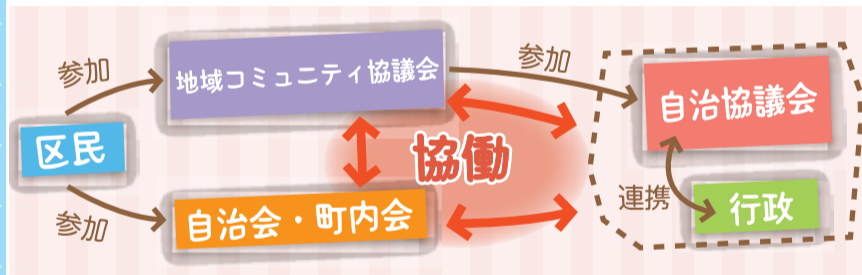 参加
地域コミュニティ協議会
参加
自治協議会
区民
協働
連携
行政
参加
自治会・町内会